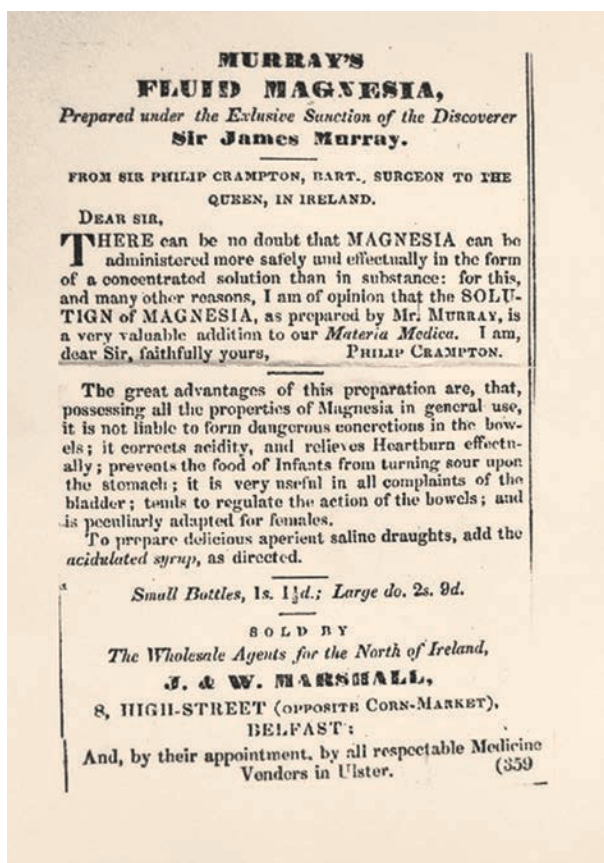 MURRAY'S
FLUID MAGNESIA,
Prepared under the Exlusive Sanction of the Discoverer
Sir James Murray.
FROM SIR PHILIP CRAMPTON, BART., SURGEON TO THE
QUEEN, IN IRELAND.
DEAR SIR,
THERE can be no doubt that MAGNESIA can be
administered more safely and effectually in the form
of a concentrated solution than in substance: for this,
and many other reasons, I am of opinion that the SOLU-
TIGN of MAGNESIA, as prepared by Mr. MURRAY, is
a very valuable addition to our Materia Medica. I am,
dear Sir, faithfully yours, PHILIP CRAMPTON.
The great advantages of this preparation are, that,
possessing all the properties of Magnesia in general use,
it is not liable to form dangerous concretions in the bow-
els; it corrects acidity, and relieves Heartburn effectu-
ally; prevents the food of Infants from turning sour upon
the stomach; it is very useful in all complaints of the
bladder; tends to regulate the action of the bowels; and
is peculiarly adapted for females.
To prepare delicious aperient saline draughts, add the
acidulated syrup, as directed.
Small Bottles, 1s. 1½d.; Large do. 2s. 9d.
SOLD BY
The Wholesale Agents for the North of Ireland,
J. & W. MARSHALL,
8, HIGH-STREET (OPPOSITE CORN-MARKET),
BELFAST:
And, by their appointment, by all respectable Medicine
Venders in Ulster. (359